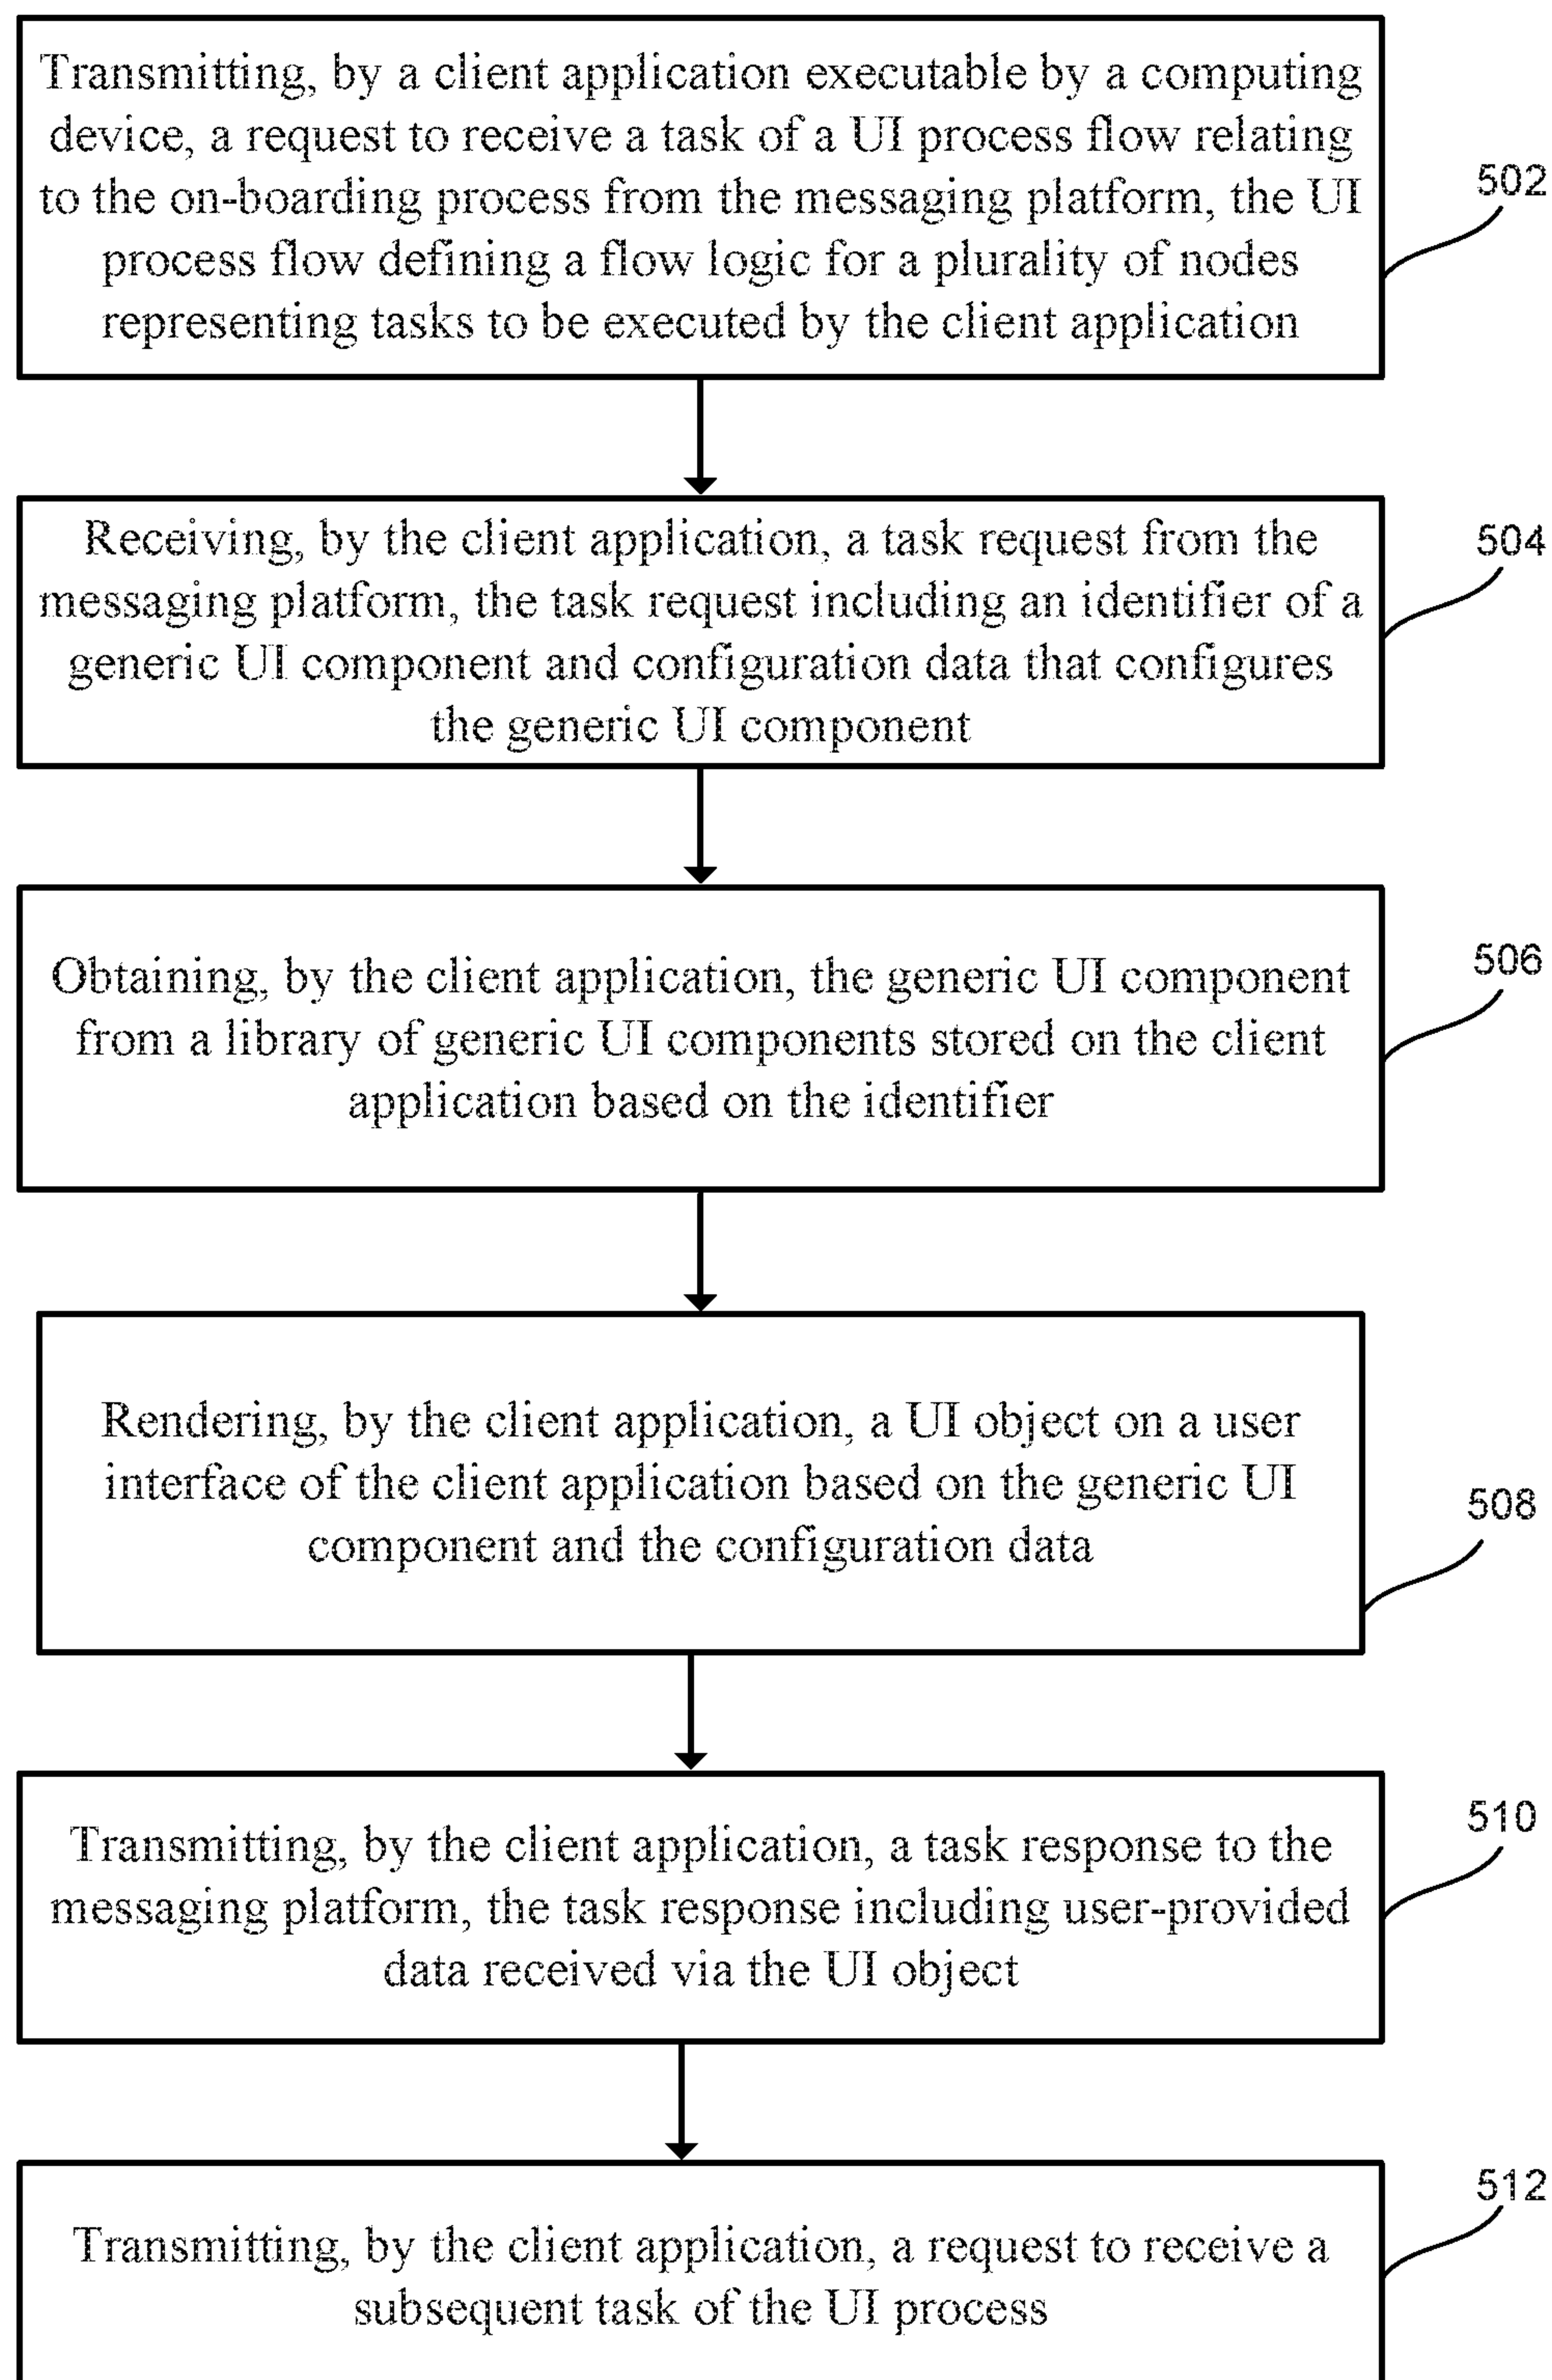 Transmitting, by a client application executable by a computing
device, a request to receive a task of a UI process flow relating
to the on-boarding process from the messaging platform, the UI
process flow defining a flow logic for a plurality of nodes
representing tasks to be executed by the client application
502
Receiving, by the client application, a task request from the
messaging platform, the task request including an identifier of a
generic UI component and configuration data that configures
the generic UI component
504
Obtaining, by the client application, the generic UI component
from a library of generic UI components stored on the client
application based on the identifier
506
Rendering, by the client application, a UI object on a user
interface of the client application based on the generic UI
component and the configuration data
508
Transmitting, by the client application, a task response to the
messaging platform, the task response including user-provided
data received via the UI object
510
Transmitting, by the client application, a request to receive a
subsequent task of the UI process
512